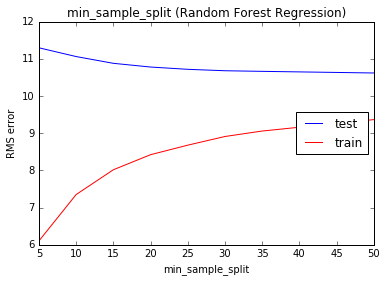 min_sample_split (Random Forest Regression)
12
11
10
9
8
7
6
RMS error
test
train
5 10 15 20 25 30 35 40 45 50
min_sample_split